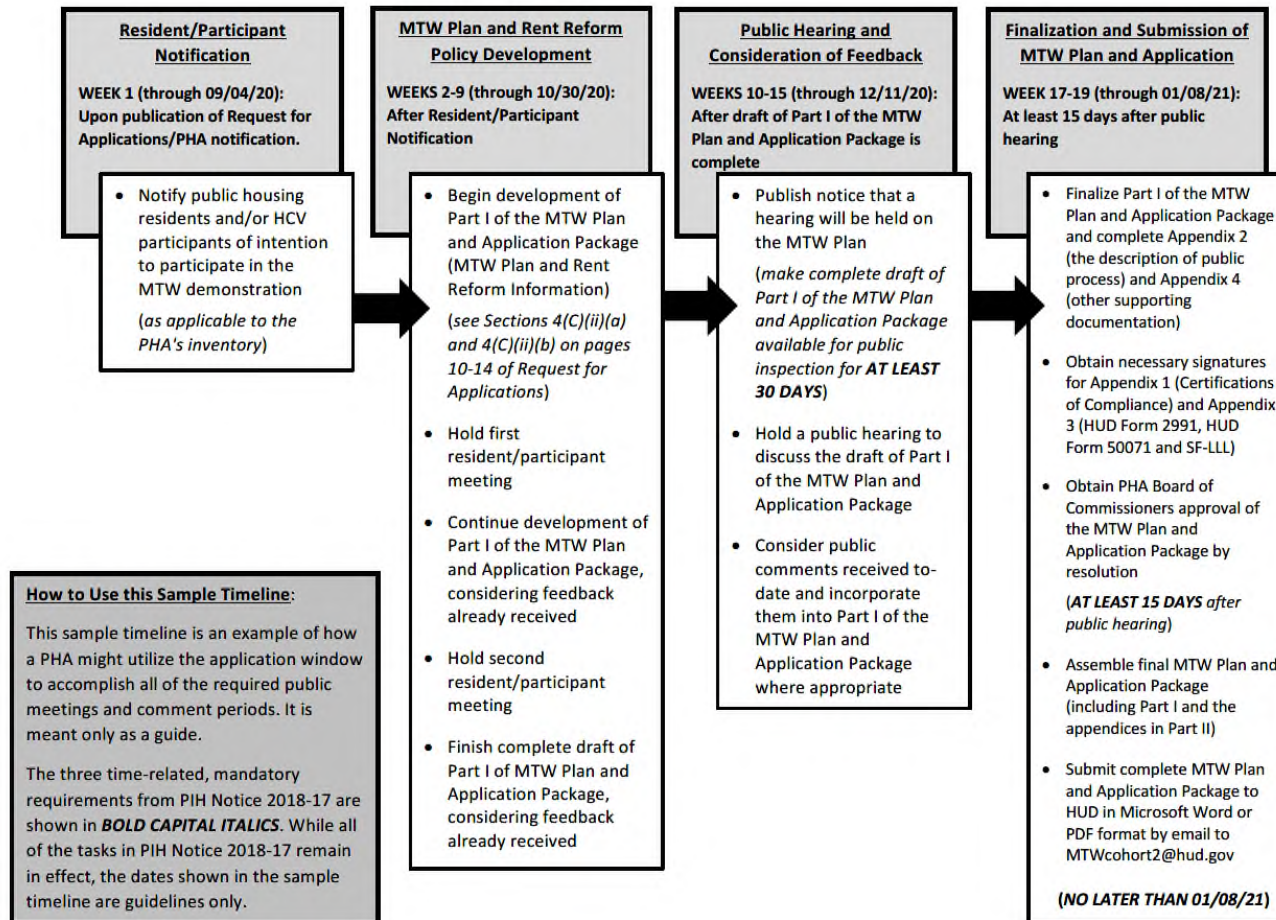 Resident/Participant
Notification
WEEK 1 (through 09/04/20):
Upon publication of Request for
Applications/PHA notification.
• Notify public housing
residents and/or HCV
participants of intention
to participate in the
MTW demonstration
(as applicable to the
PHA's inventory)
MTW Plan and Rent Reform
Policy Development
WEEKS 2-9 (through 10/30/20):
After Resident/Participant
Notification
• Begin development of
Part I of the MTW Plan
and Application Package
(MTW Plan and Rent
Reform Information)
(see Sections 4(C)(ii)(a)
and 4(C)(ii)(b) on pages
10-14 of Request for
Applications)
• Hold first
resident/participant
meeting
• Continue development of
Part I of the MTW Plan
and Application Package,
considering feedback
already received
• Hold second
resident/participant
meeting
• Finish complete draft of
Part I of MTW Plan and
Application Package,
considering feedback
already received
Public Hearing and
Consideration of Feedback
WEEKS 10-15 (through 12/11/20):
After draft of Part I of the MTW
Plan and Application Package is
complete
• Publish notice that a
hearing will be held on
the MTW Plan
(make complete draft of
Part I of the MTW Plan
and Application Package
available for public
inspection for AT LEAST
30 DAYS)
• Hold a public hearing to
discuss the draft of Part I
of the MTW Plan and
Application Package
• Consider public
comments received to-
date and incorporate
them into Part I of the
MTW Plan and
Application Package
where appropriate
Finalization and Submission of
MTW Plan and Application
WEEK 17-19 (through 01/08/21):
At least 15 days after public
hearing
• Finalize Part I of the MTW
Plan and Application Package
and complete Appendix 2
(the description of public
process) and Appendix 4
(other supporting
documentation)
• Obtain necessary signatures
for Appendix 1 (Certifications
of Compliance) and Appendix
3 (HUD Form 2991, HUD
Form 50071 and SF-LLL)
• Obtain PHA Board of
Commissioners approval of
the MTW Plan and
Application Package by
resolution
(AT LEAST 15 DAYS after
public hearing)
• Assemble final MTW Plan and
Application Package
(including Part I and the
appendices in Part II)
• Submit complete MTW Plan
and Application Package to
HUD in Microsoft Word or
PDF format by email to
MTWcohort2@hud.gov
(NO LATER THAN 01/08/21)
How to Use this Sample Timeline:
This sample timeline is an example of how
a PHA might utilize the application window
to accomplish all of the required public
meetings and comment periods. It is
meant only as a guide.
The three time-related, mandatory
requirements from PIH Notice 2018-17 are
shown in BOLD CAPITAL ITALICS. While all
of the tasks in PIH Notice 2018-17 remain
in effect, the dates shown in the sample
timeline are guidelines only.